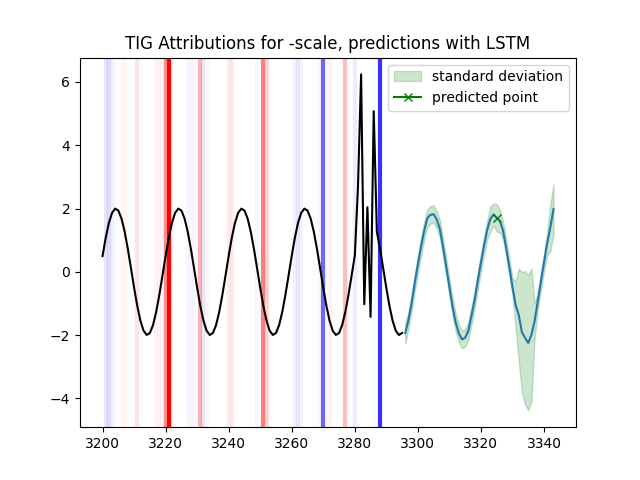 TIG Attributions for -scale, predictions with LSTM
standard deviation
predicted point
6
4
2
0
−2
−4
3200 3220 3240 3260 3280 3300 3320 3340